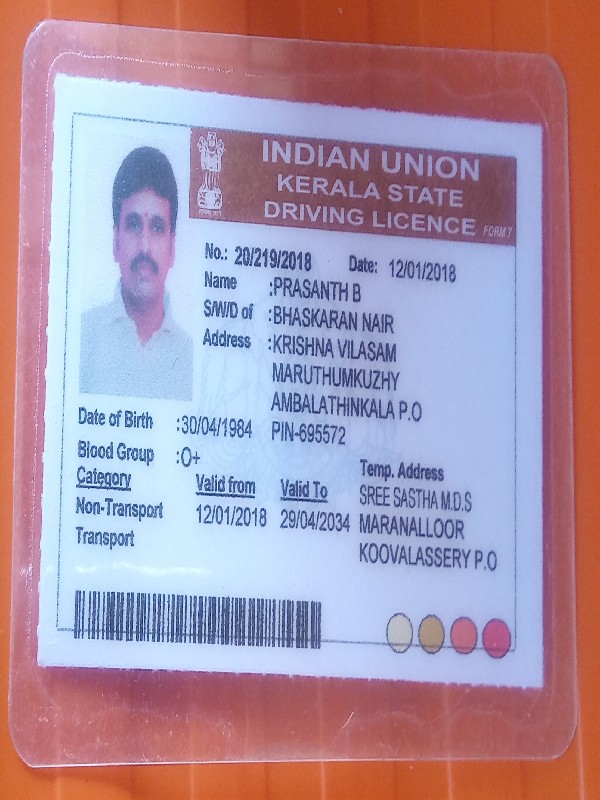 INDIAN UNION
KERALA STATE
DRIVING LICENCE FORM 7
No.: 20/219/2018 Date: 12/01/2018
Name :PRASANTH B
S/W/D of :BHASKARAN NAIR
Address :KRISHNA VILASAM
MARUTHUMKUZHY
AMBALATHINKALA P.O
PIN-695572
Date of Birth :30/04/1984
Blood Group :O+
Category Valid from Valid To
Non-Transport 12/01/2018 29/04/2034
Transport
Temp. Address
SREE SASTHA M.D.S
MARANALLOOR
KOOVALASSERY P.O